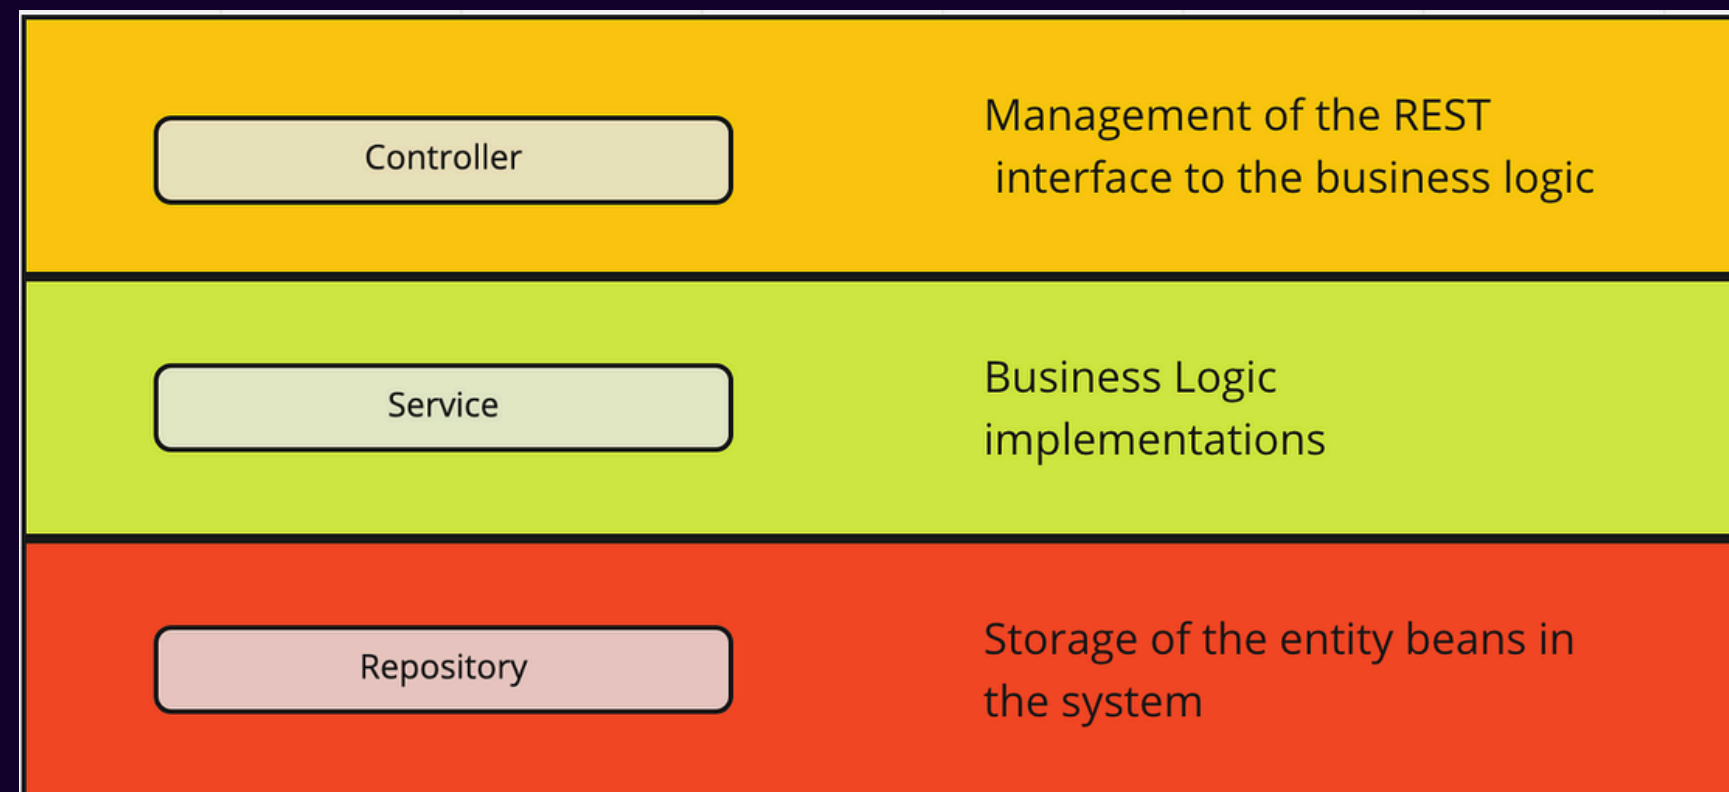 Controller
Management of the REST
interface to the business logic
Service
Business Logic
implementations
Repository
Storage of the entity beans in
the system